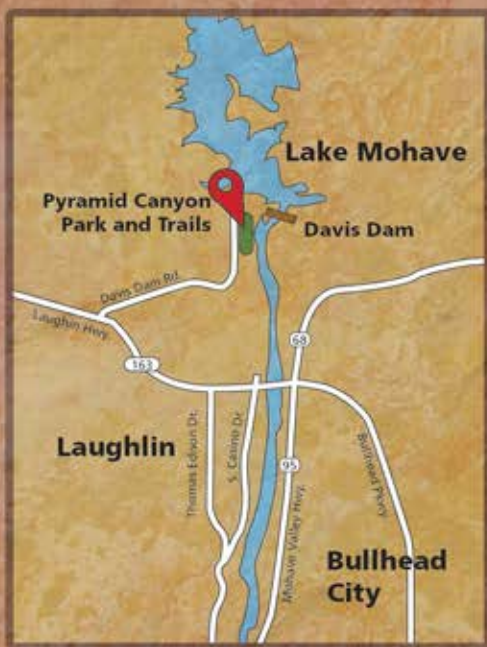 Lake Mohave
Pyramid Canyon
Park and Trails
Davis Dam
Davis Dam Rd.
Laughlin Hwy.
68
163
Laughlin
Thomas Edison Dr.
S. Casino Dr.
95
Mohave Valley Hwy.
Bullhead Pkwy
Bullhead
City